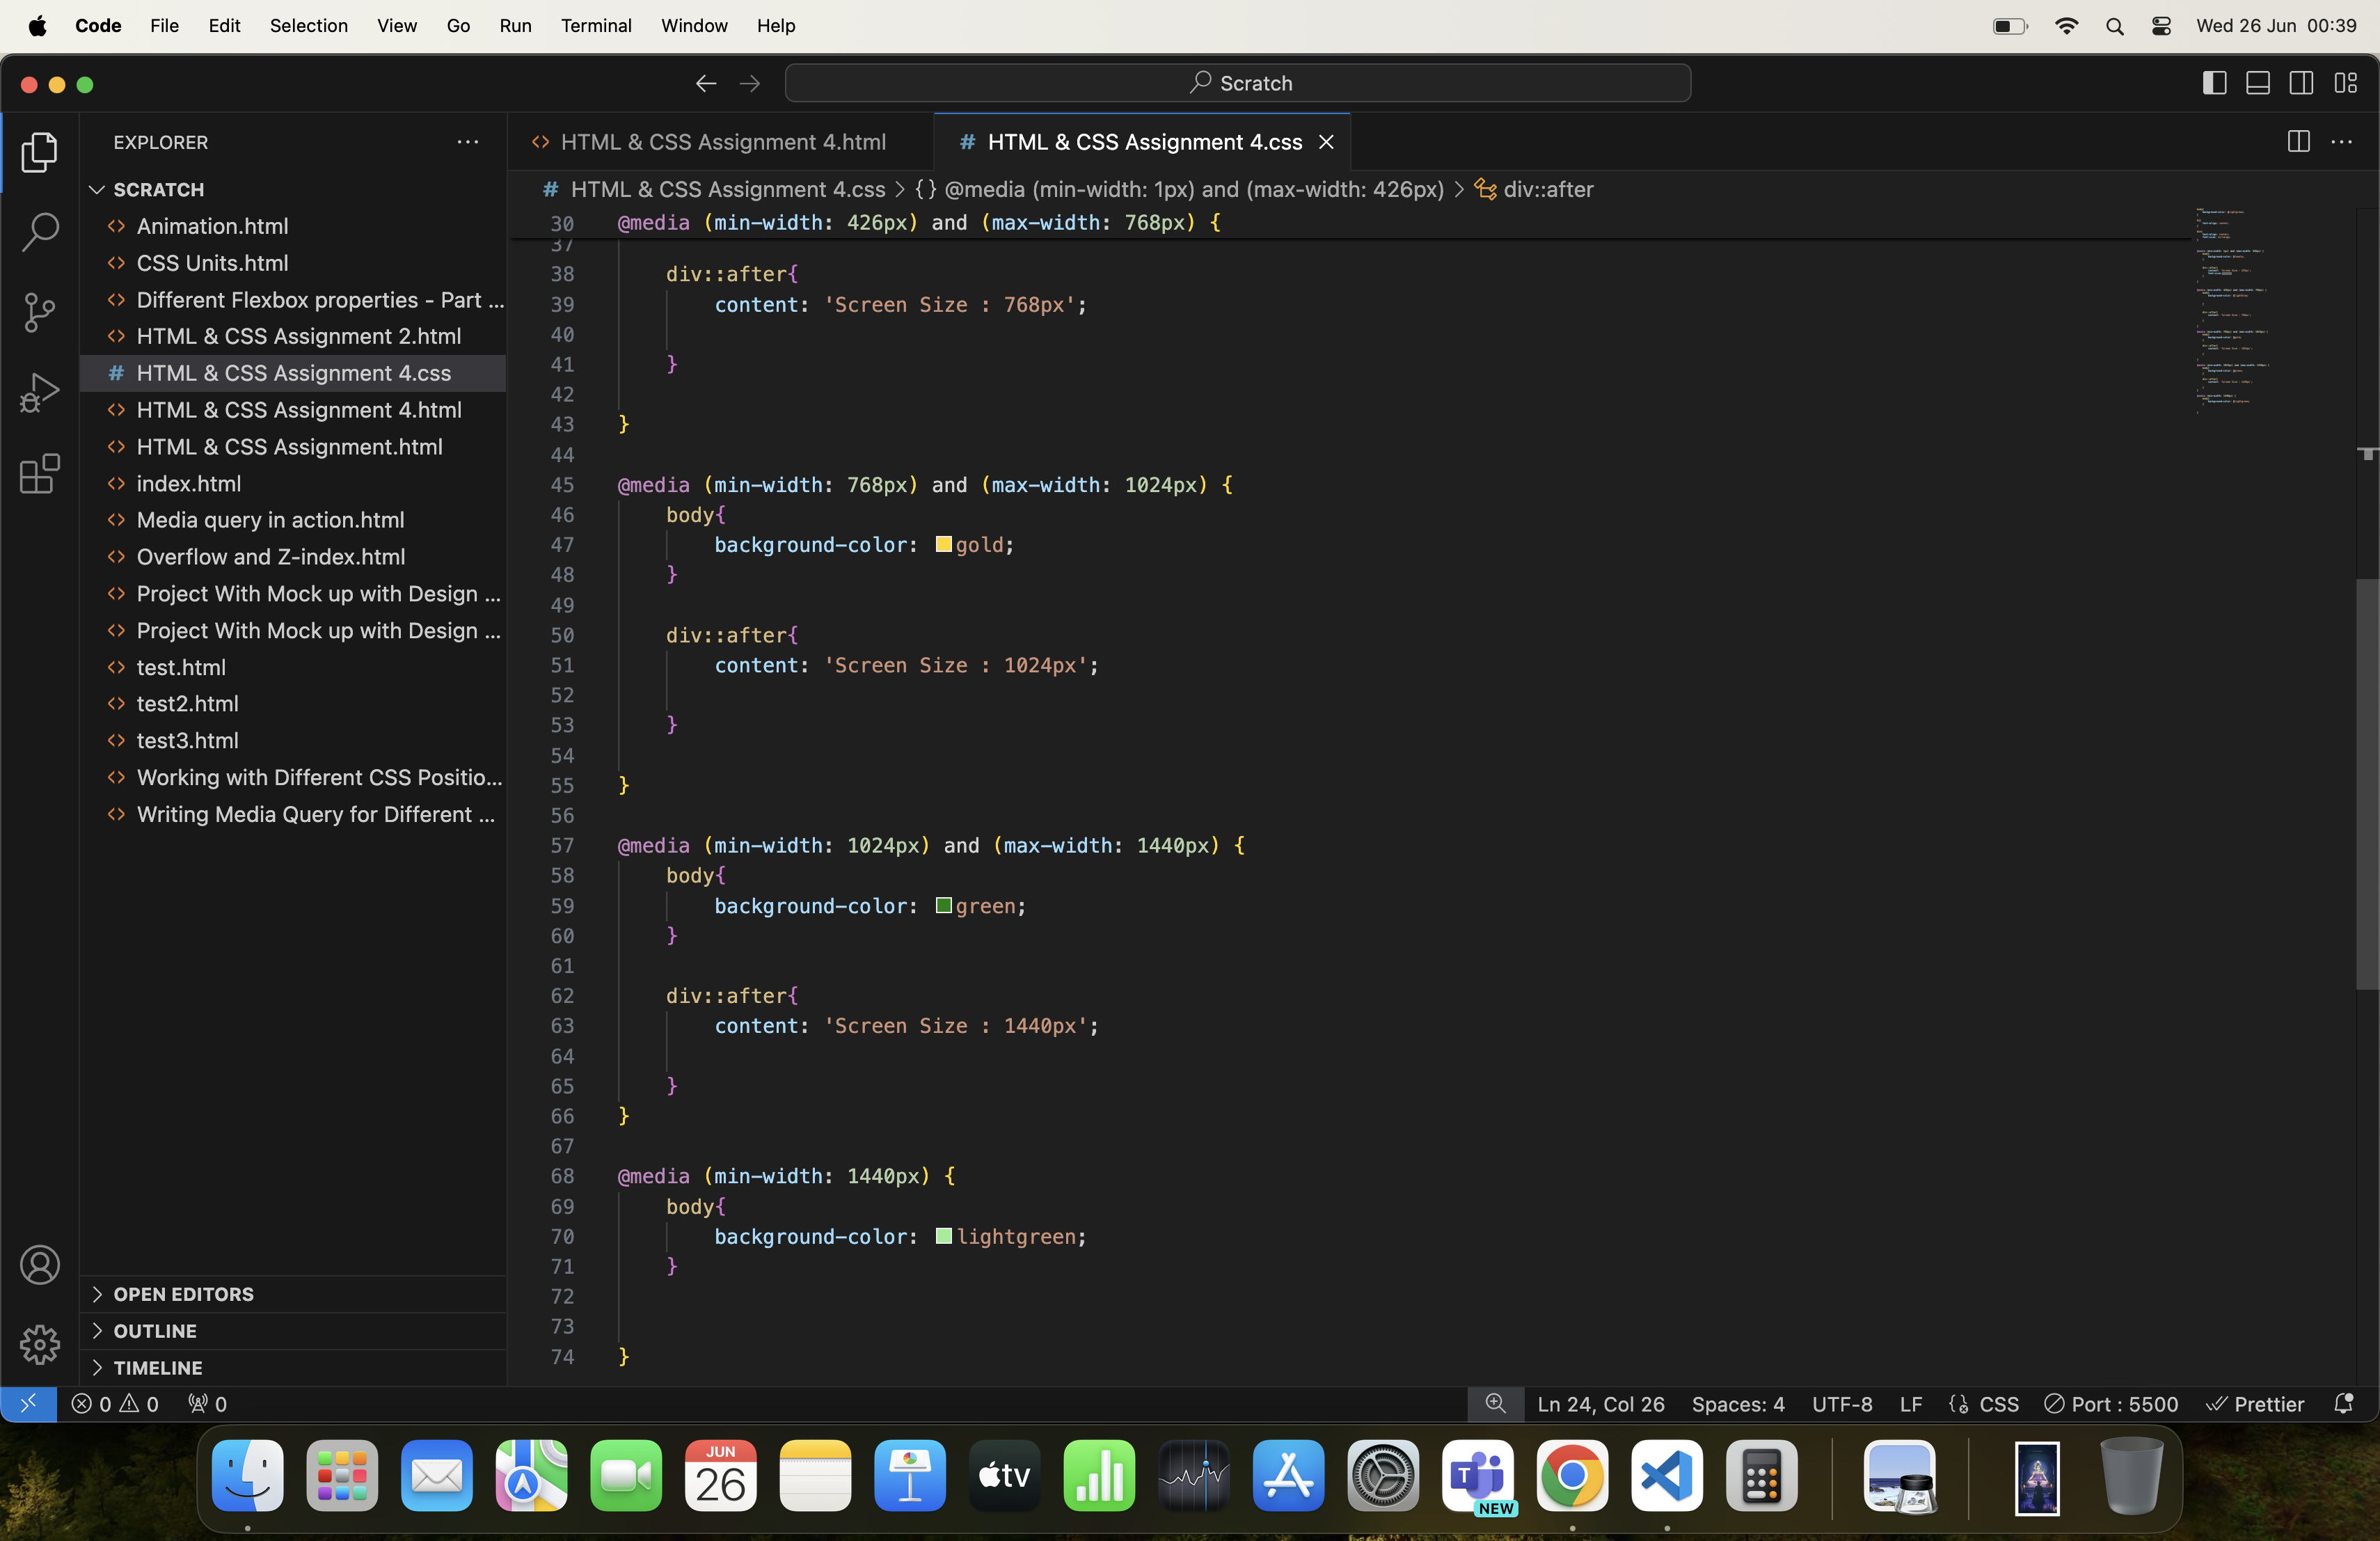 Code File Edit Selection View Go Run Terminal Window Help Wed 26 Jun 00:39
Scratch
EXPLORER
SCRATCH
Animation.html
CSS Units.html
Different Flexbox properties - Part ...
HTML & CSS Assignment 2.html
HTML & CSS Assignment 4.css
HTML & CSS Assignment 4.html
HTML & CSS Assignment.html
index.html
Media query in action.html
Overflow and Z-index.html
Project With Mock up with Design ...
Project With Mock up with Design ...
test.html
test2.html
test3.html
Working with Different CSS Positio...
Writing Media Query for Different ...
OPEN EDITORS
OUTLINE
TIMELINE
HTML & CSS Assignment 4.html # HTML & CSS Assignment 4.css
# HTML & CSS Assignment 4.css > {} @media (min-width: 1px) and (max-width: 426px) > div::after
30 @media (min-width: 426px) and (max-width: 768px) {
37
38 div::after{
39 content: 'Screen Size : 768px';
40
41 }
42
43 }
44
45 @media (min-width: 768px) and (max-width: 1024px) {
46 body{
47 background-color: gold;
48 }
49
50 div::after{
51 content: 'Screen Size : 1024px';
52
53 }
54
55 }
56
57 @media (min-width: 1024px) and (max-width: 1440px) {
58 body{
59 background-color: green;
60 }
61
62 div::after{
63 content: 'Screen Size : 1440px';
64
65 }
66 }
67
68 @media (min-width: 1440px) {
69 body{
70 background-color: lightgreen;
71 }
72
73
74 }
0 0 0 Ln 24, Col 26 Spaces: 4 UTF-8 LF CSS Port : 5500 Prettier
JUN
26
tv
T
NEW